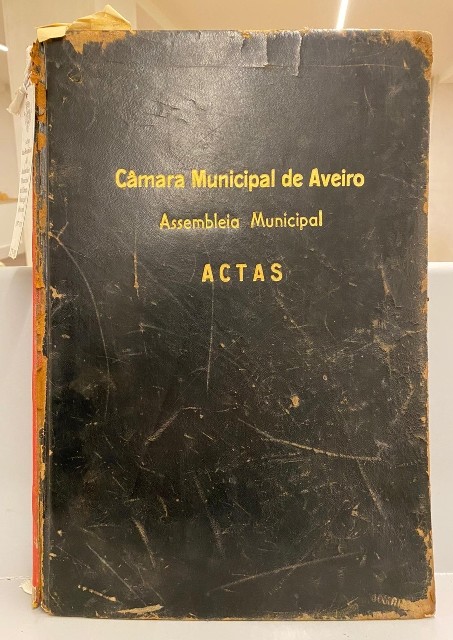 Câmara Municipal de Aveiro
Assembleia Municipal
ACTAS